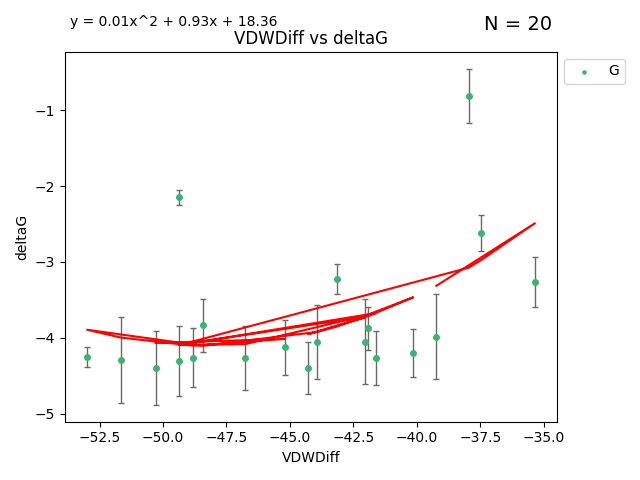 y = 0.01x^2 + 0.93x + 18.36
N = 20
VDWDiff vs deltaG
G
−1
−2
−3
−4
−5
deltaG
−52.5 −50.0 −47.5 −45.0 −42.5 −40.0 −37.5 −35.0
VDWDiff